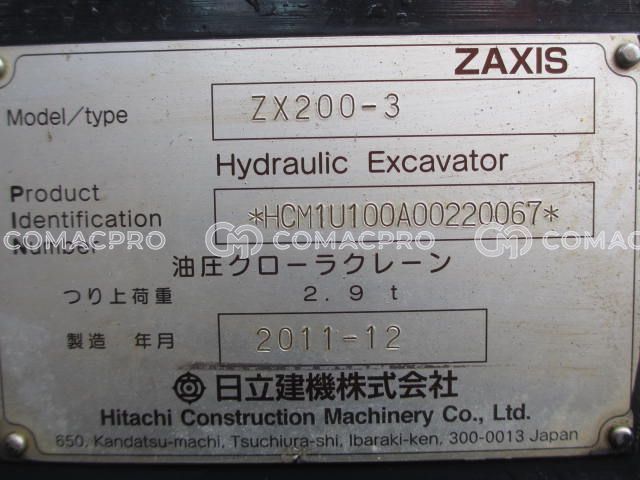 ZAXIS
Model/type ZX200-3
Hydraulic Excavator
Product
Identification *HCM1U100A00220067*
Number
COMACPRO COMACPRO COMACPRO
油圧クローラクレーン
つり上荷重 2.9 t
製造 年月 2011-12
日立建機株式会社
Hitachi Construction Machinery Co., Ltd.
650, Kandatsu-machi, Tsuchiura-shi, Ibaraki-ken, 300-0013 Japan